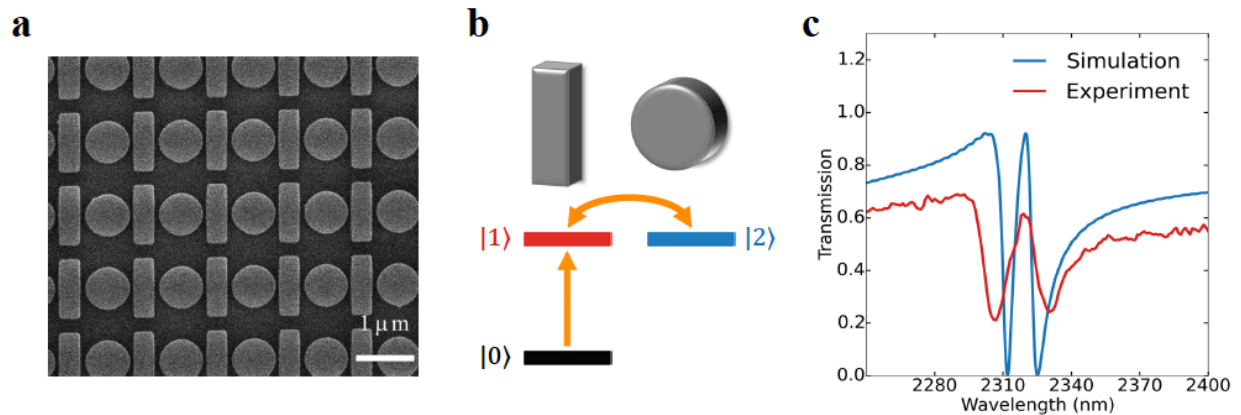 a
b
c
1 μm
|1⟩
|2⟩
|0⟩
Simulation
Experiment
Transmission
1.2
1.0
0.8
0.6
0.4
0.2
0.0
2280 2310 2340 2370 2400
Wavelength (nm)